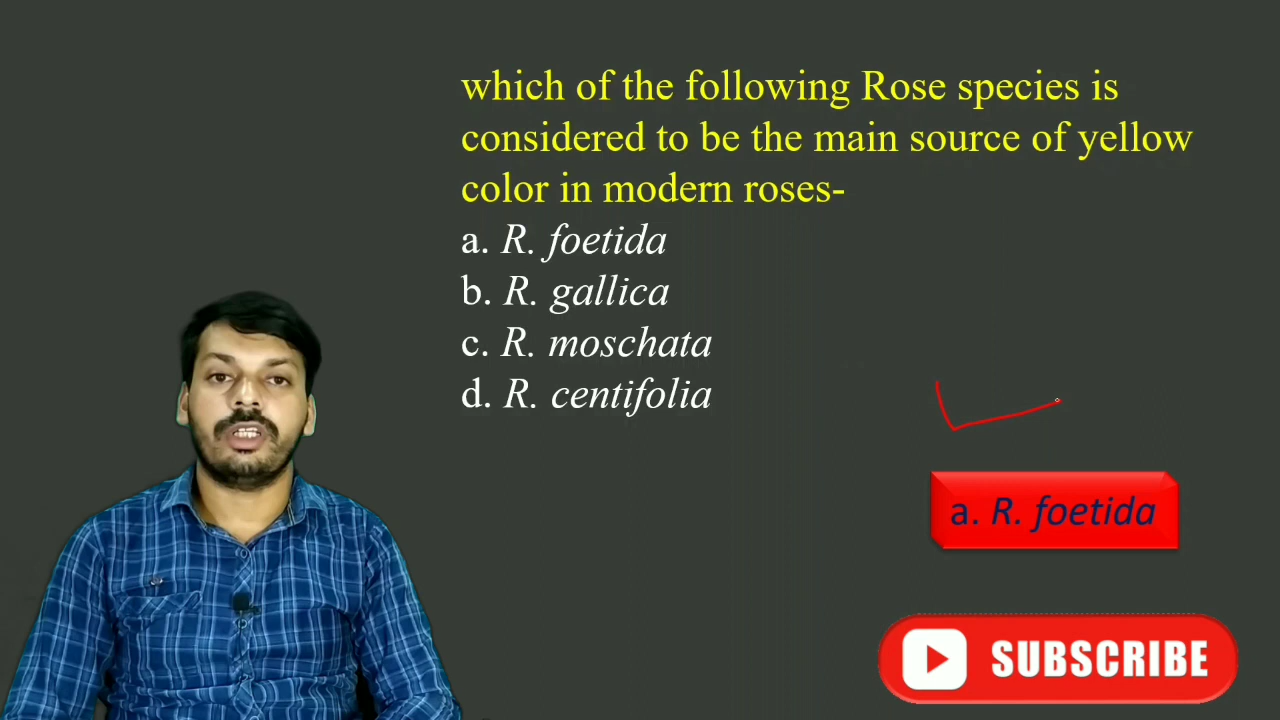 which of the following Rose species is
considered to be the main source of yellow
color in modern roses-
a. R. foetida
b. R. gallica
c. R. moschata
d. R. centifolia
a. R. foetida
SUBSCRIBE